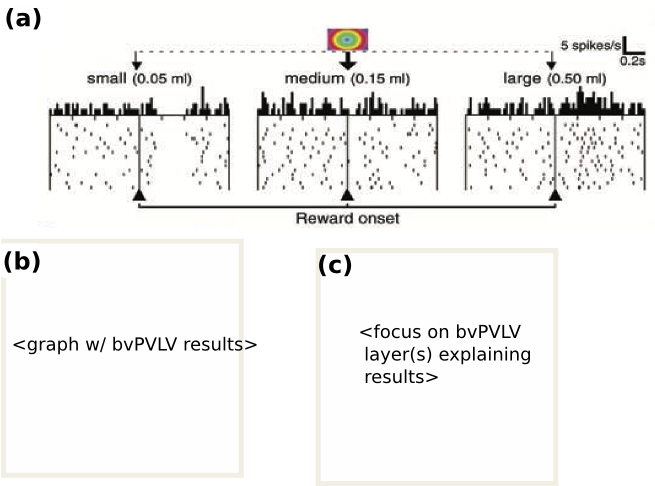 (a)
5 spikes/s
0.2s
small (0.05 ml)
medium (0.15 ml)
large (0.50 ml)
Reward onset
(b)
<graph w/ bvPVLV results>
(c)
<focus on bvPVLV
layer(s) explaining
results>